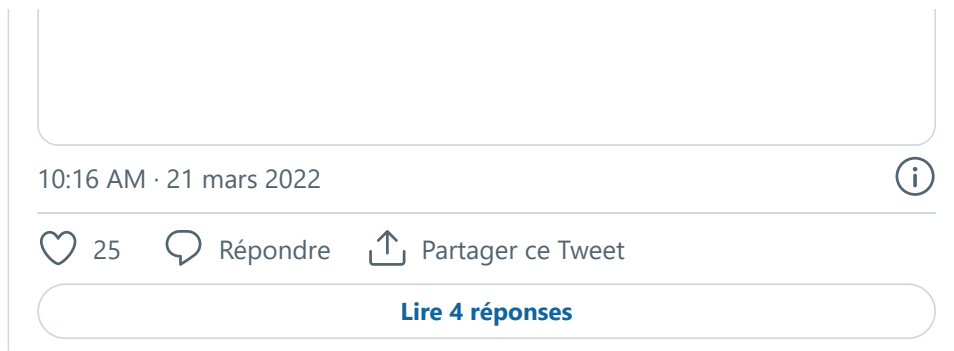 10:16 AM · 21 mars 2022
25 Répondre Partager ce Tweet
Lire 4 réponses